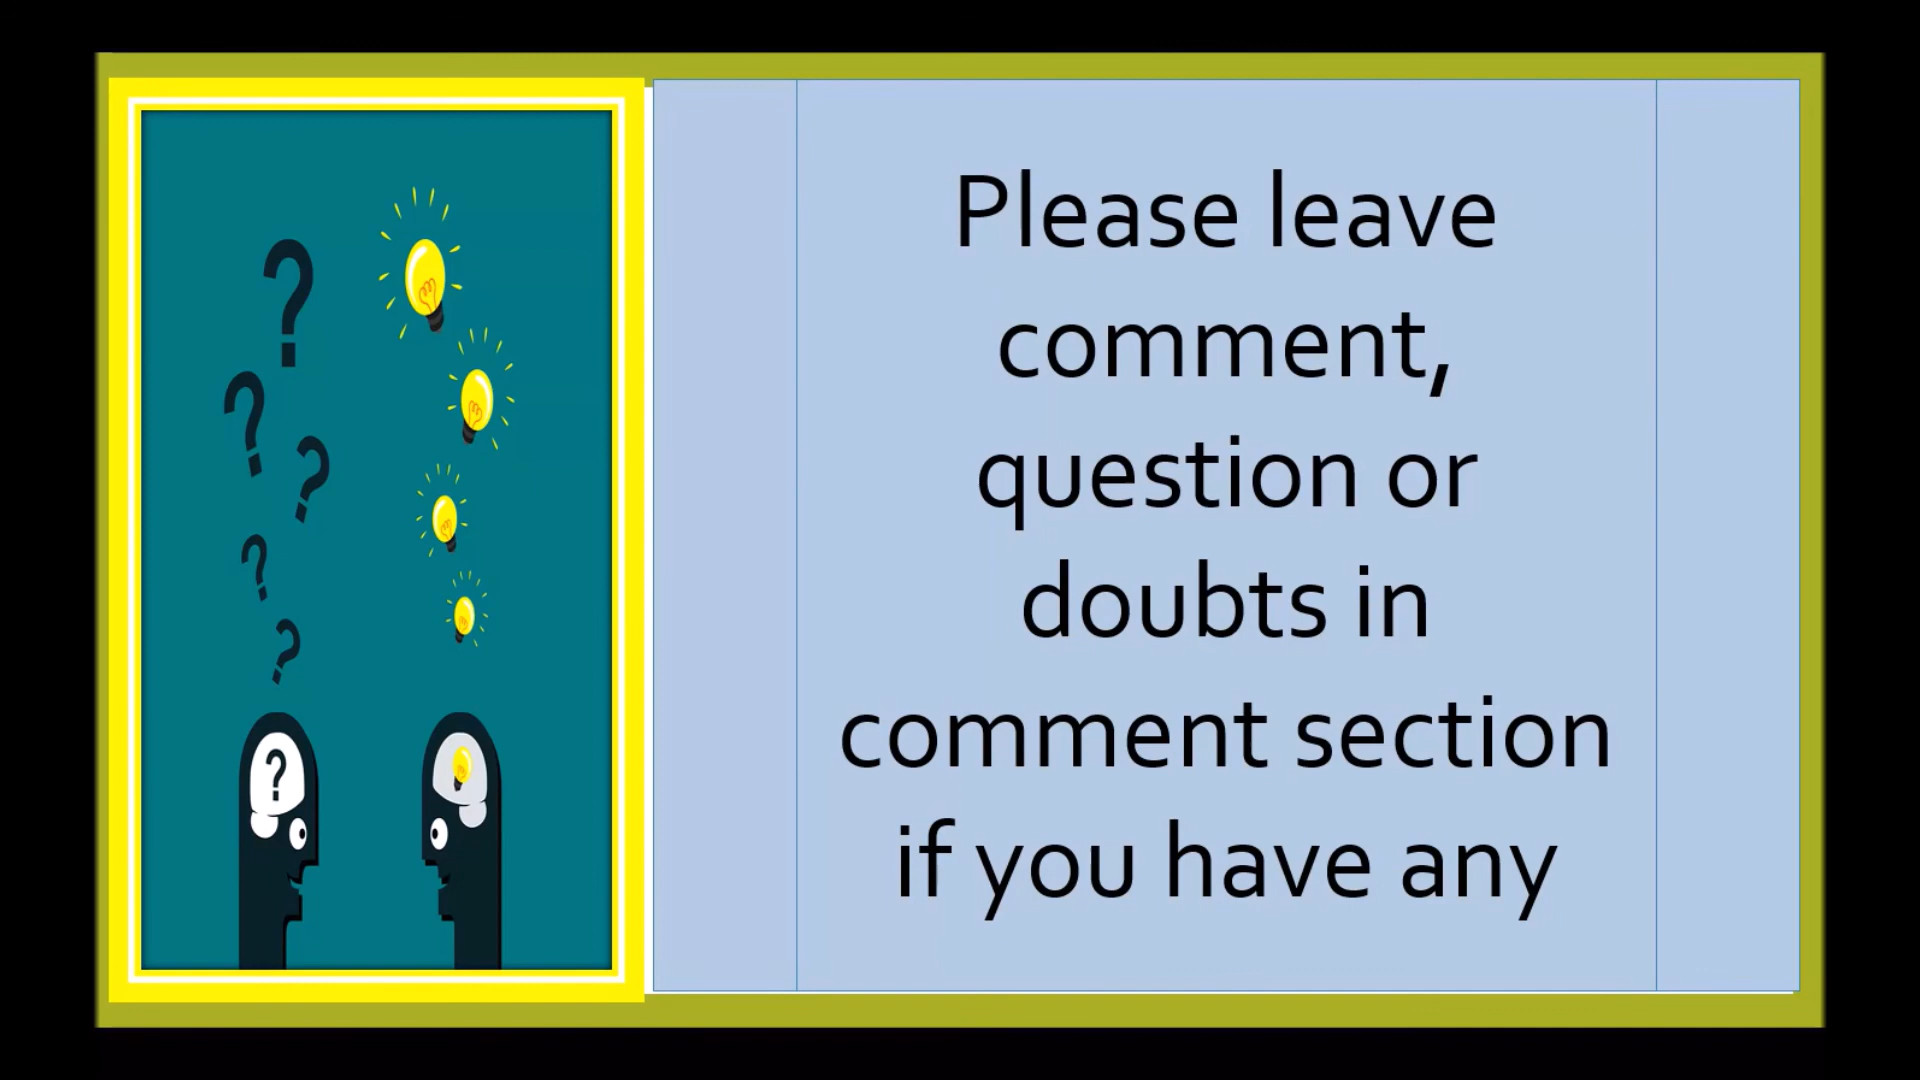 Please leave
comment,
question or
doubts in
comment section
if you have any
?
?
?
?
?
?